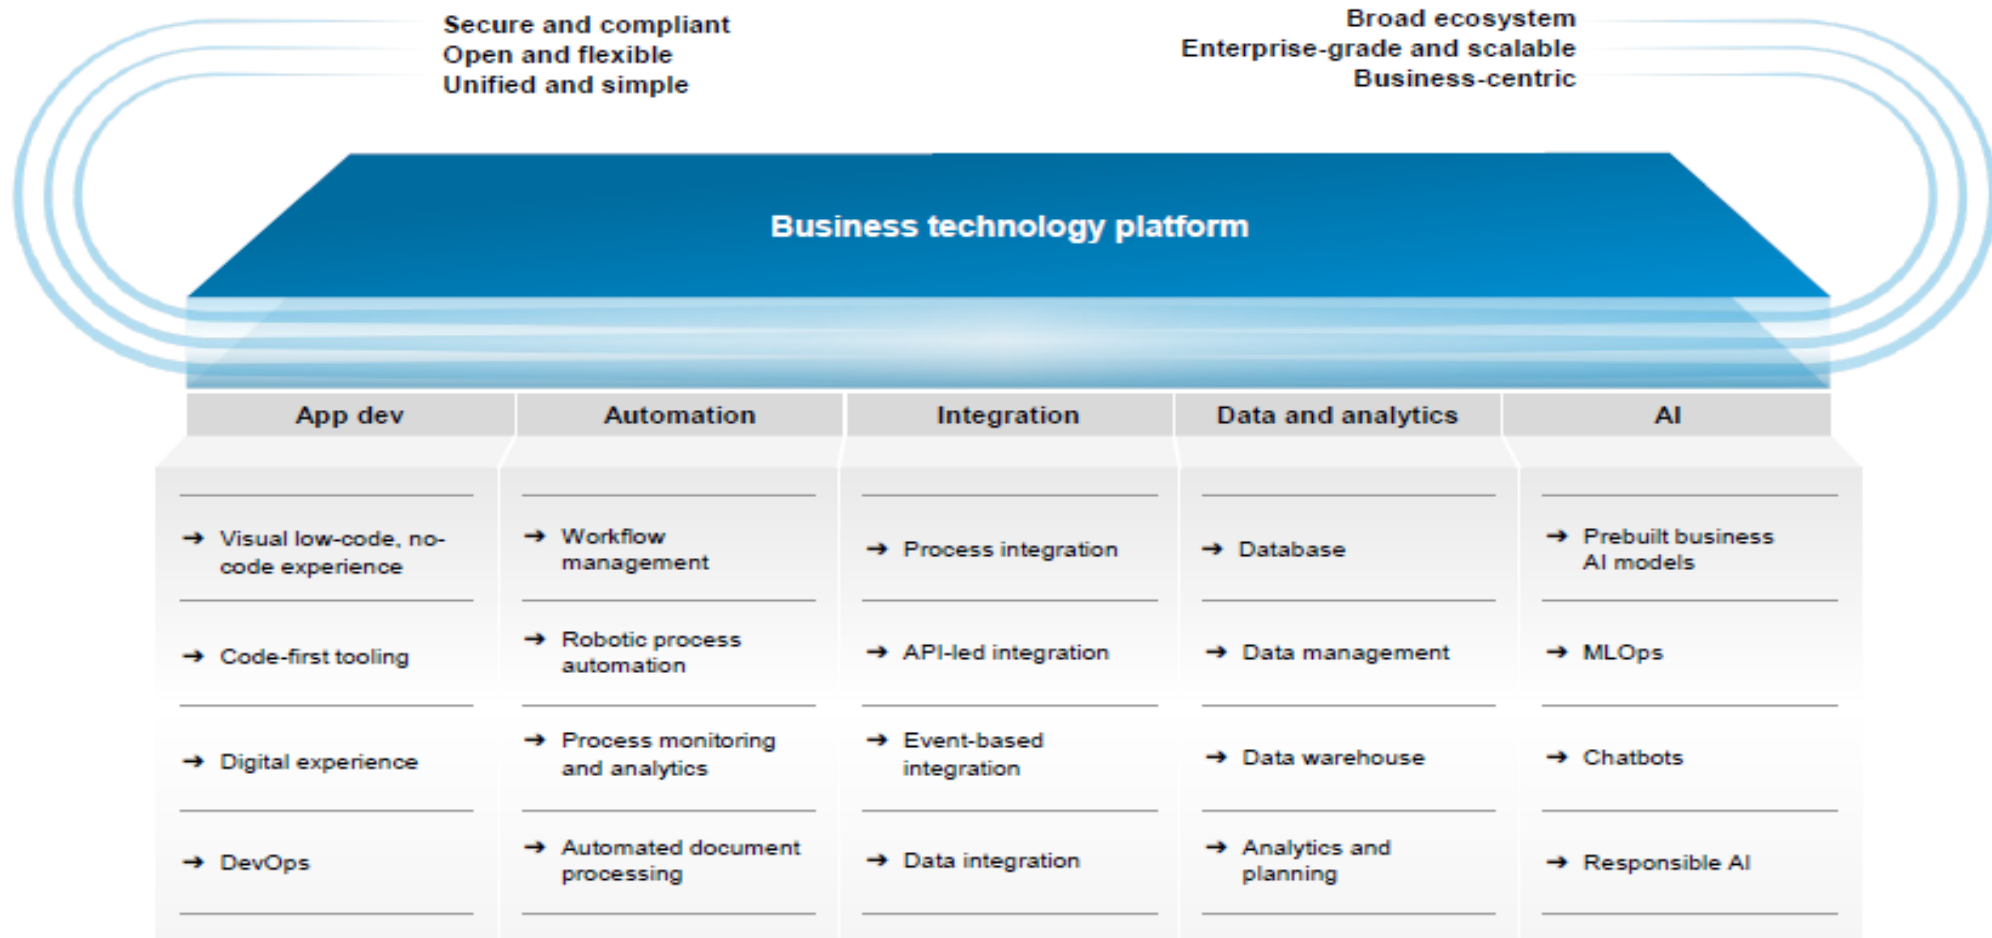 Secure and compliant
Open and flexible
Unified and simple
Broad ecosystem
Enterprise-grade and scalable
Business-centric
Business technology platform
App dev
Automation
Integration
Data and analytics
AI
→ Visual low-code, no-
code experience
→ Code-first tooling
→ Digital experience
→ DevOps
→ Workflow
management
→ Robotic process
automation
→ Process monitoring
and analytics
→ Automated document
processing
→ Process integration
→ API-led integration
→ Event-based
integration
→ Data integration
→ Database
→ Data management
→ Data warehouse
→ Analytics and
planning
→ Prebuilt business
AI models
→ MLOps
→ Chatbots
→ Responsible AI